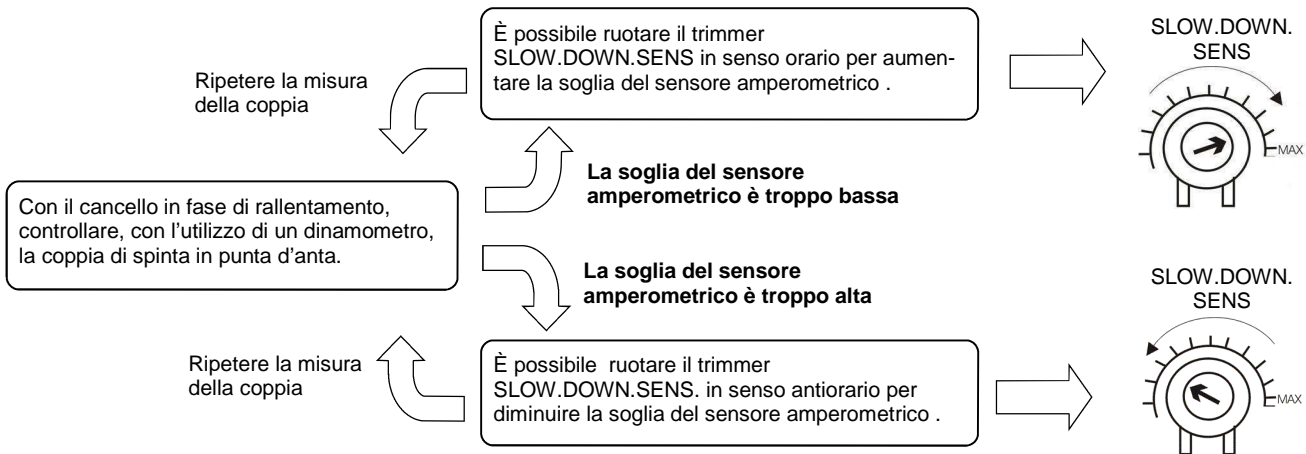 È possibile ruotare il trimmer
SLOW.DOWN.SENS in senso orario per aumen-
tare la soglia del sensore amperometrico .
SLOW.DOWN.
SENS
MAX
Ripetere la misura
della coppia
La soglia del sensore
amperometrico è troppo bassa
Con il cancello in fase di rallentamento,
controllare, con l'utilizzo di un dinamometro,
la coppia di spinta in punta d'anta.
La soglia del sensore
amperometrico è troppo alta
Ripetere la misura
della coppia
È possibile  ruotare il trimmer
SLOW.DOWN.SENS. in senso antiorario per
diminuire la soglia del sensore amperometrico .
SLOW.DOWN.
SENS
MAX